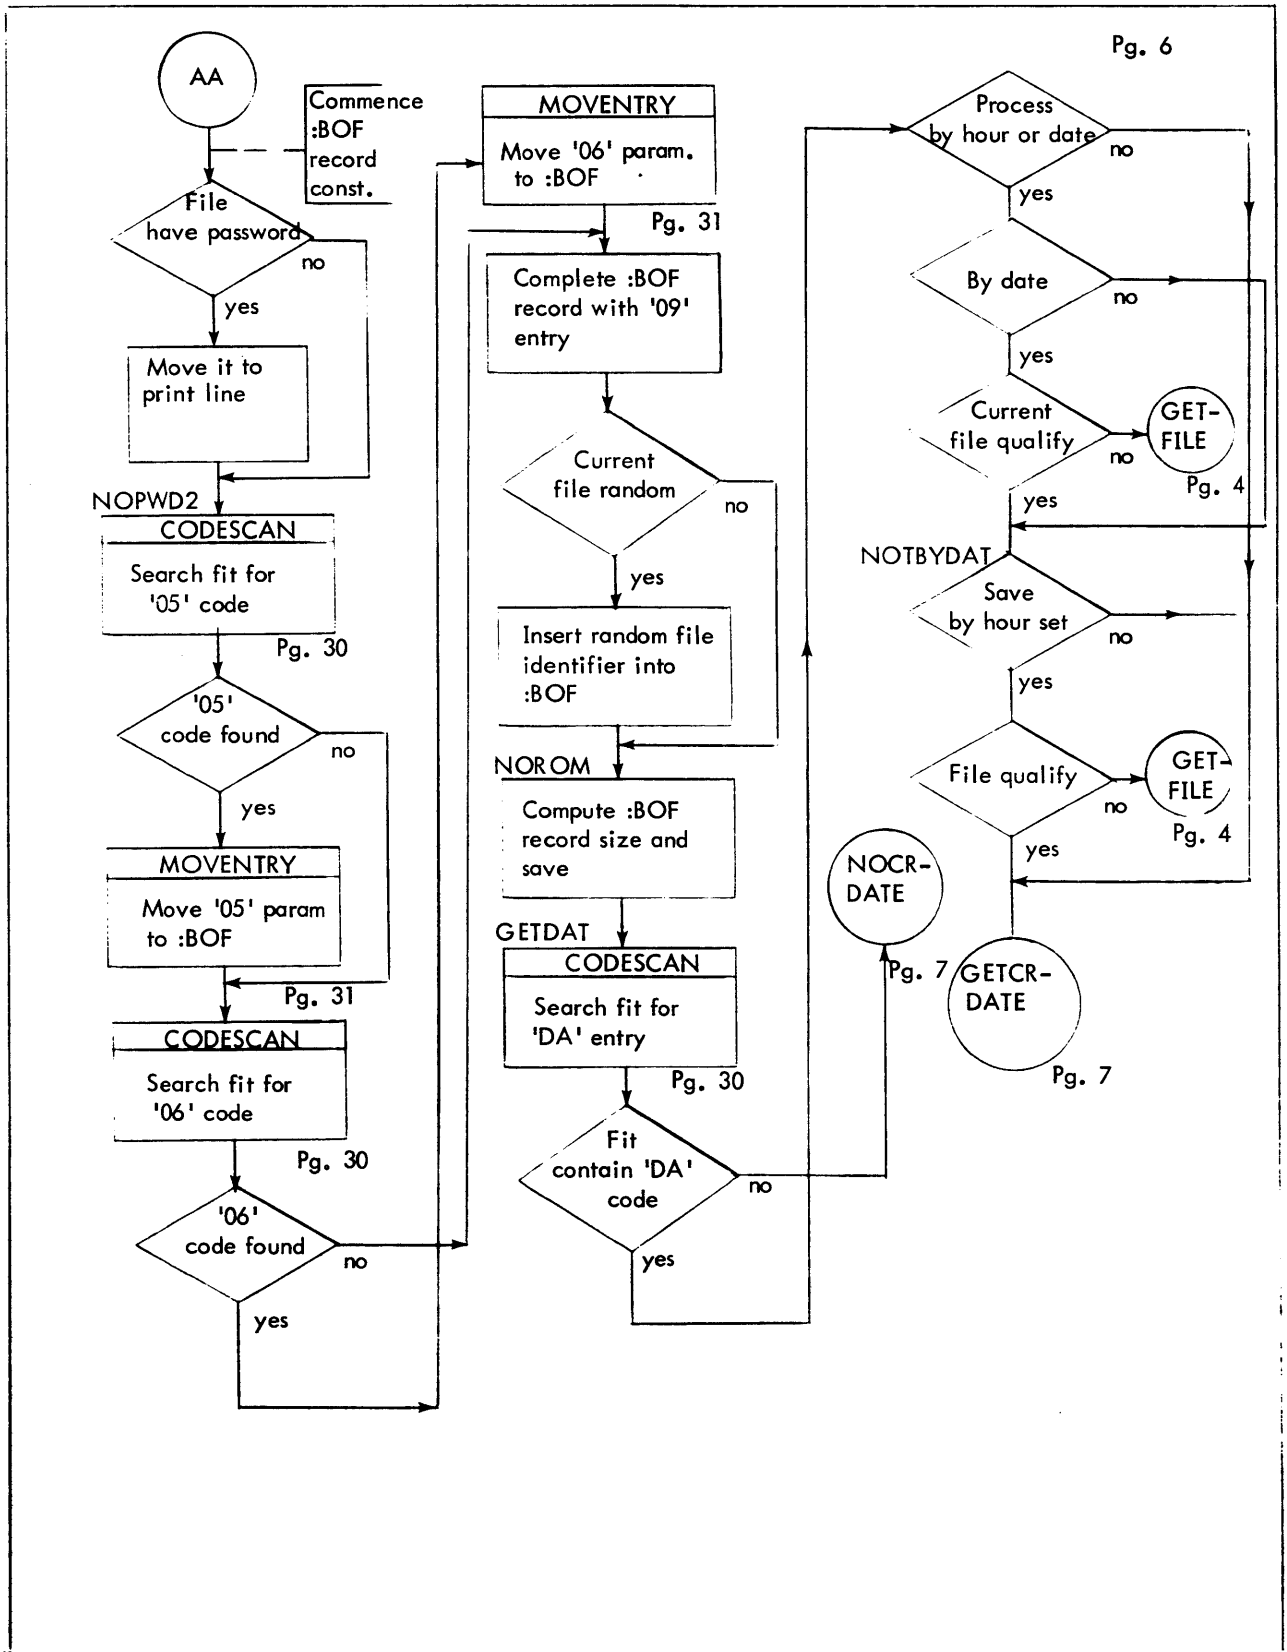 Pg. 6
AA
Commence
:BOF
record
const.
File
have password
no
yes
Move it to
print line
NOPWD2
CODESCAN
Search fit for
'05' code
Pg. 30
'05'
code found
no
yes
MOVENTRY
Move '05' param
to :BOF
Pg. 31
CODESCAN
Search fit for
'06' code
Pg. 30
'06'
code found
no
yes
MOVENTRY
Move '06' param.
to :BOF
Pg. 31
Complete :BOF
record with '09'
entry
Current
file random
no
yes
Insert random file
identifier into
:BOF
NOROM
Compute :BOF
record size and
save
GETDAT
CODESCAN
Search fit for
'DA' entry
Pg. 30
Fit
contain 'DA'
code
no
yes
NOCR-
DATE
Pg. 7
Process
by hour or date
no
yes
By date
no
yes
Current
file qualify
no
GET-
FILE
Pg. 4
yes
NOTBYDAT
Save
by hour set
no
yes
File qualify
no
GET-
FILE
Pg. 4
yes
GETCR-
DATE
Pg. 7